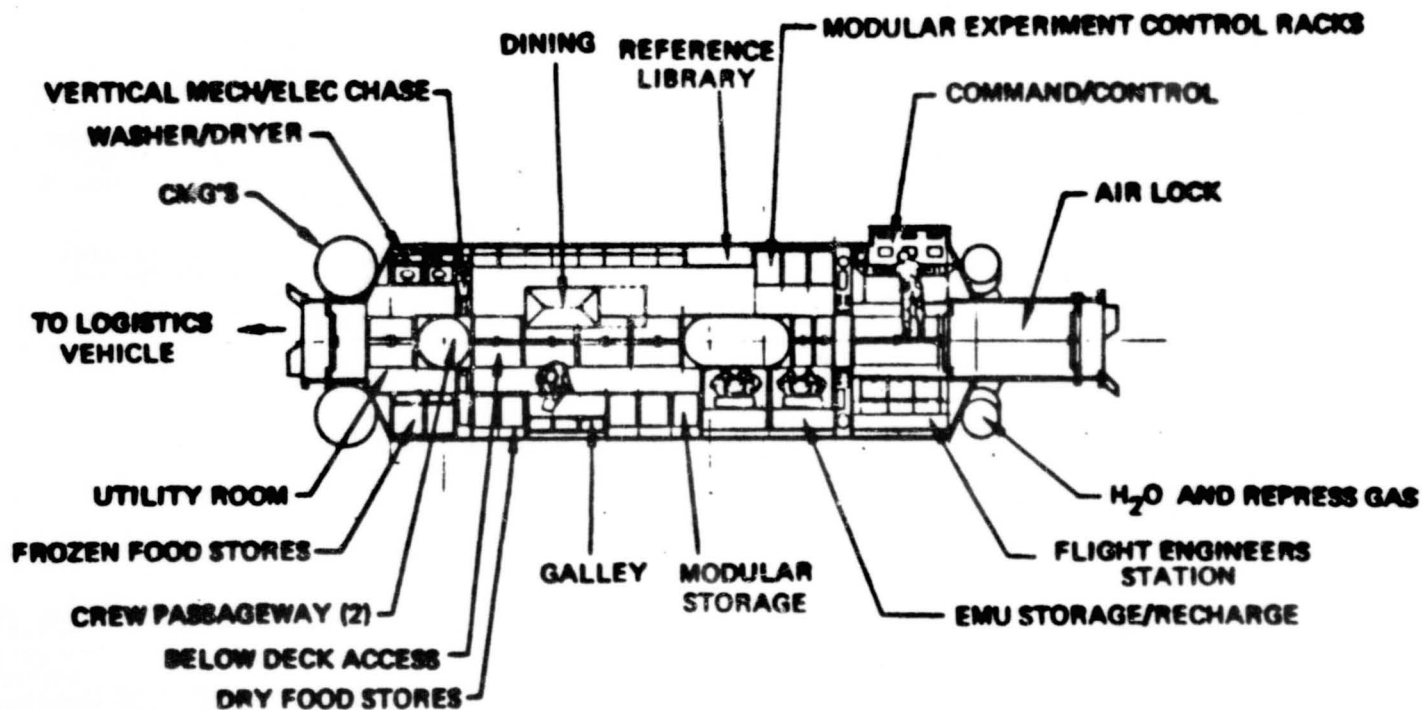 MODULAR EXPERIMENT CONTROL RACKS
DINING
REFERENCE
LIBRARY
VERTICAL MECH/ELEC CHASE
COMMAND/CONTROL
WASHER/DRYER
CMG'S
AIR LOCK
TO LOGISTICS
VEHICLE
UTILITY ROOM
H2O AND REPRESS GAS
FROZEN FOOD STORES
GALLEY
MODULAR
STORAGE
FLIGHT ENGINEERS
STATION
CREW PASSAGEWAY (2)
EMU STORAGE/RECHARGE
BELOW DECK ACCESS
DRY FOOD STORES